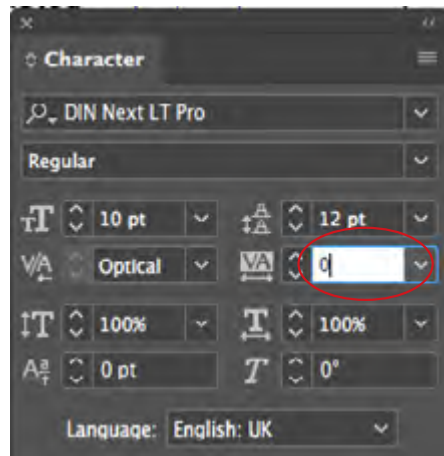 Character
DIN Next LT Pro
Regular
10 pt 12 pt
Optical 0
100% 100%
0 pt 0°
Language: English: UK